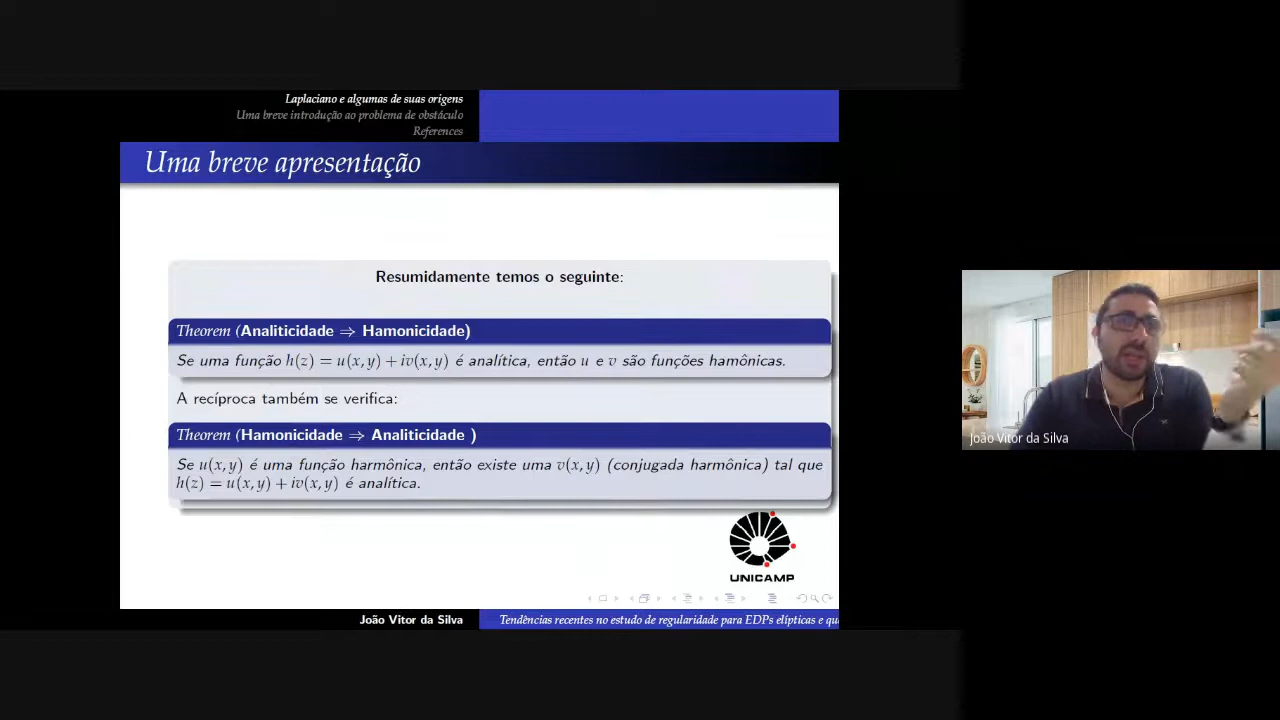 Laplaciano e algumas de suas origens
Uma breve introdução ao problema de obstáculo
References
Uma breve apresentação
Resumidamente temos o seguinte:
Theorem (Analiticidade ⇒ Hamonicidade)
Se uma função h(z) = u(x, y) + iv(x, y) é analítica, então u e v são funções hamônicas.
A recíproca também se verifica:
Theorem (Hamonicidade ⇒ Analiticidade )
Se u(x, y) é uma função harmônica, então existe uma v(x, y) (conjugada harmônica) tal que
h(z) = u(x, y) + iv(x, y) é analítica.
UNICAMP
João Vitor da Silva
Tendências recentes no estudo de regularidade para EDPs elípticas e qu
João Vitor da Silva